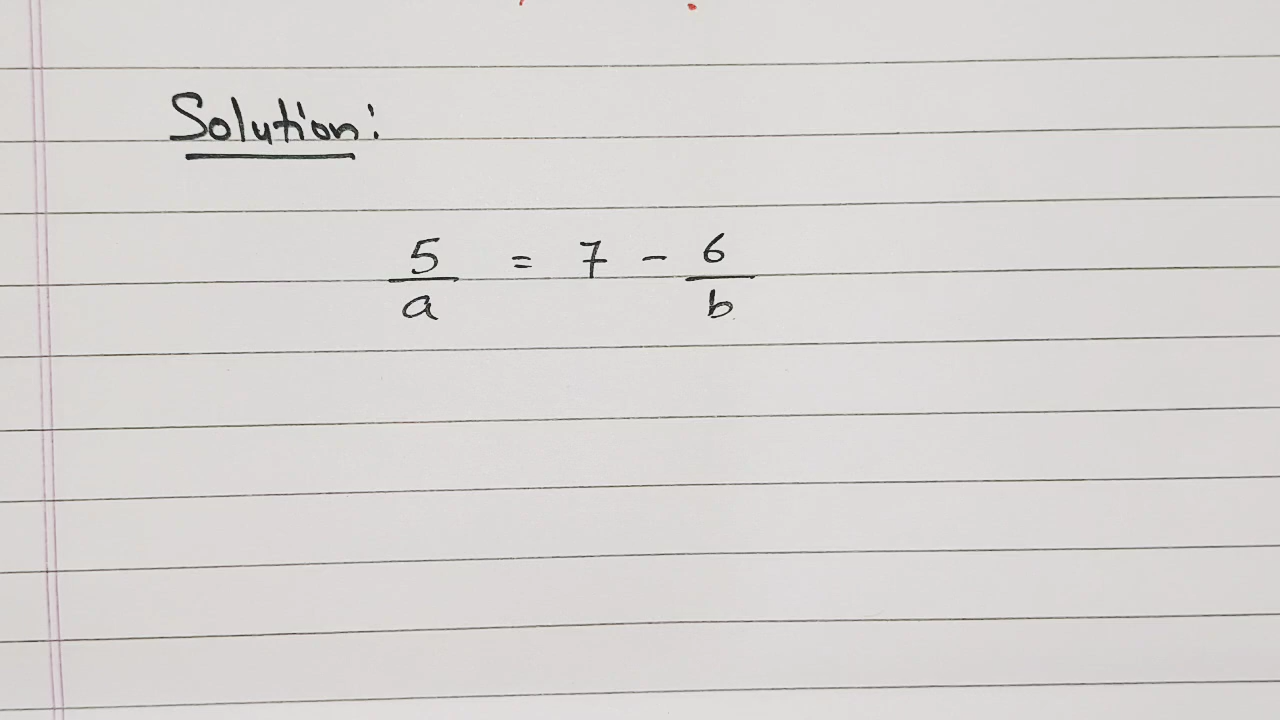 Solution:
5/a = 7 - 6/b